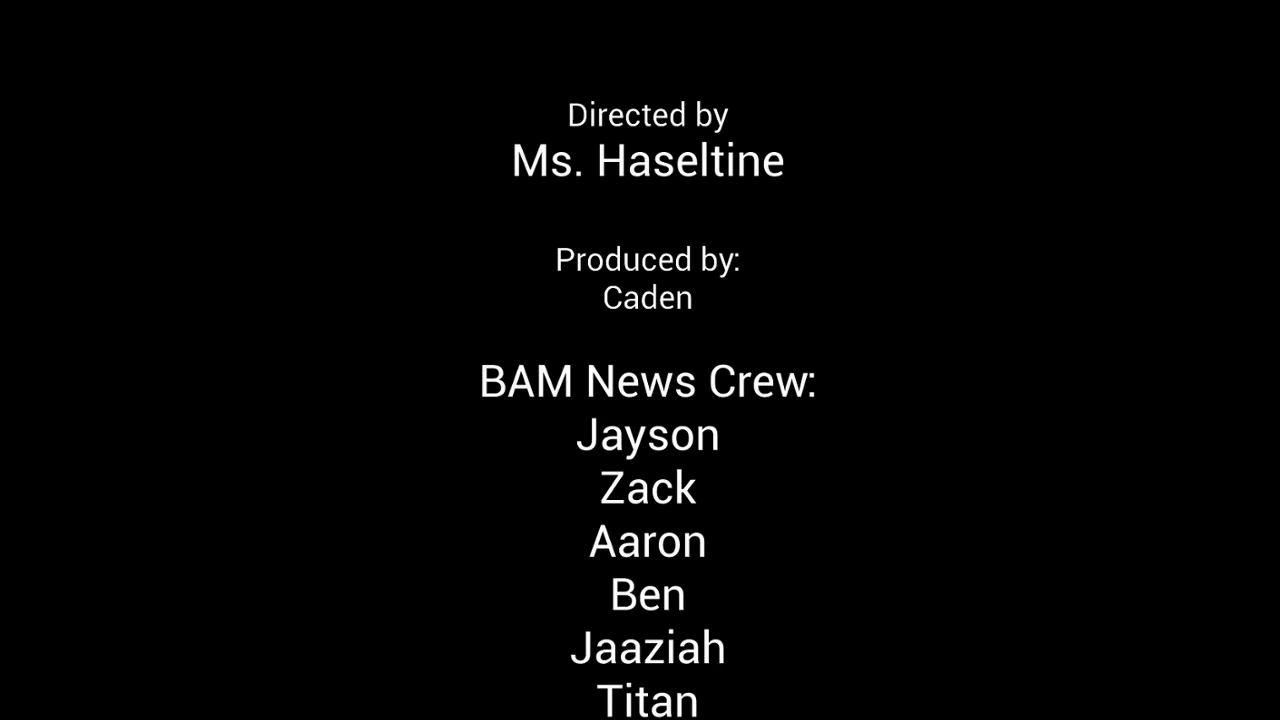 Directed by
Ms. Haseltine
Produced by:
Caden
BAM News Crew:
Jayson
Zack
Aaron
Ben
Jaaziah
Titan